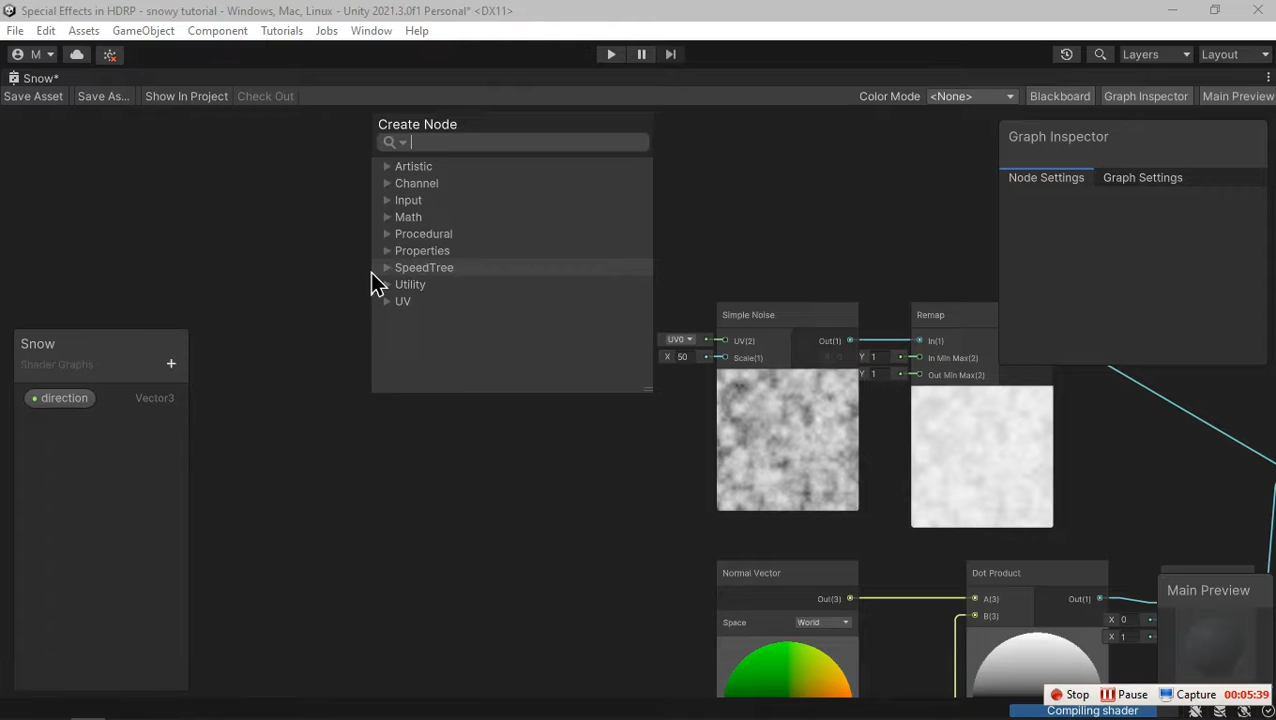 Special Effects in HDRP - snowy tutorial - Windows, Mac, Linux - Unity 2021.3.0f1 Personal* <DX11>
File Edit Assets GameObject Component Tutorials Jobs Window Help
M Layers Layout
Snow*
Save Asset Save As... Show In Project Check Out Color Mode <None> Blackboard Graph Inspector Main Preview
Create Node
Artistic
Channel
Input
Math
Procedural
Properties
SpeedTree
Utility
UV
Graph Inspector
Node Settings Graph Settings
Snow
Shader Graphs
direction Vector3
Simple Noise
UV0 UV(2) Out(1)
X 50 Scale(1)
Remap
In(1)
Y 1 In Min Max(2)
Y 1 Out Min Max(2)
Normal Vector
Out(3)
Space World
Dot Product
A(3) Out(1)
B(3)
X 0
X 1
Main Preview
Stop Pause Capture 00:05:39
Compiling shader